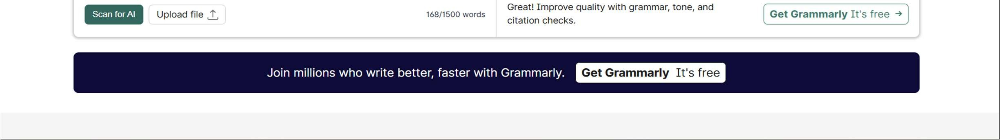 Scan for AI
Upload file
168/1500 words
Great! Improve quality with grammar, tone, and
citation checks.
Get Grammarly It's free →
Join millions who write better, faster with Grammarly.
Get Grammarly It's free